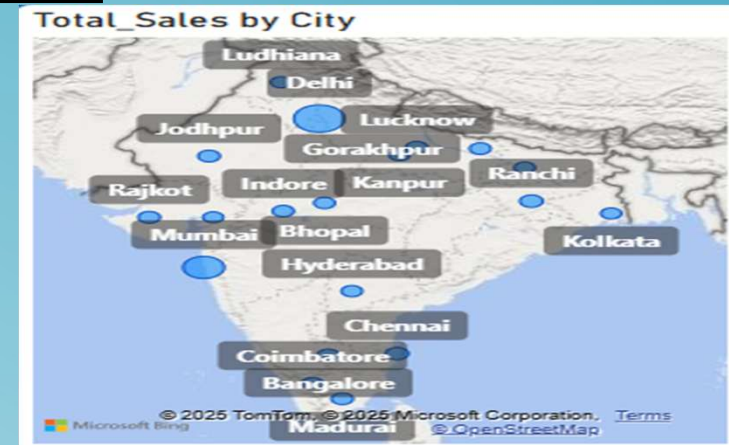 Total_Sales by City
Ludhiana
Delhi
Jodhpur
Lucknow
Gorakhpur
Rajkot
Indore
Kanpur
Ranchi
Mumbai
Bhopal
Kolkata
Hyderabad
Chennai
Coimbatore
Bangalore
© 2025 TomTom, © 2025 Microsoft Corporation, Terms
Microsoft Bing
Madurai
© OpenStreetMap